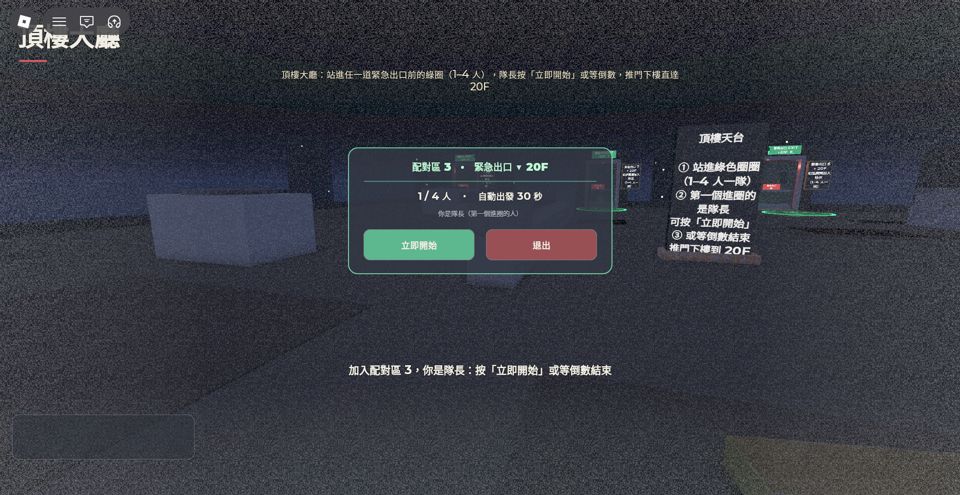 頂樓大廳
頂樓大廳：站進任一道緊急出口前的綠圈（1–4 人），隊長按「立即開始」或等倒數，推門下樓直達
20F
配對區 3 • 緊急出口 ▼ 20F
1 / 4 人 • 自動出發 30 秒
你是隊長（第一個進圈的人）
立即開始
退出
頂樓天台
① 站進綠色圈圈
（1–4 人一隊）
② 第一個進圈的
是隊長
可按「立即開始」
③ 或等倒數結束
推門下樓到 20F
加入配對區 3，你是隊長：按「立即開始」或等倒數結束